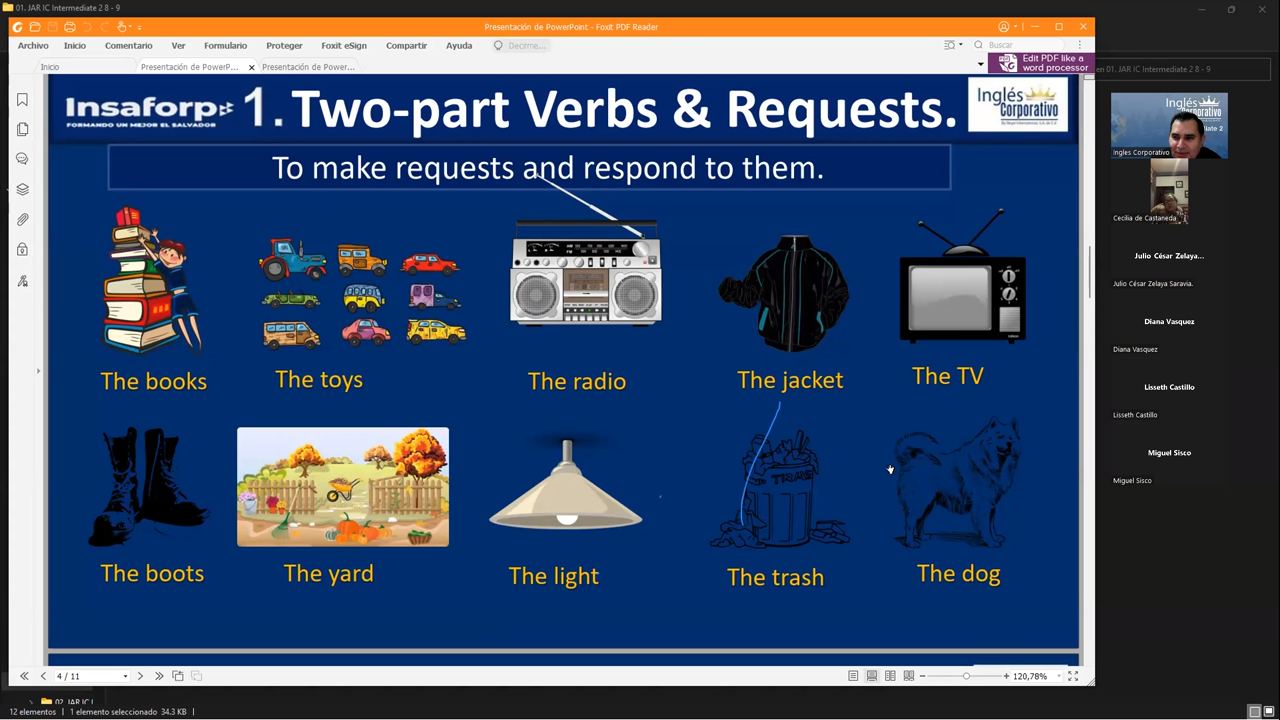 01. JAR IC Intermediate 2 8 - 9
Presentación de PowerPoint - Foxit PDF Reader
Archivo Inicio Comentario Ver Formulario Proteger Foxit eSign Compartir Ayuda Decirme... Buscar
Inicio Presentación de PowerP... Presentación de Power... Edit PDF like a
word processor
en 01. JAR IC Intermediate 2 8 - 9
Insaforp
FORMANDO UN MEJOR EL SALVADOR
1. Two-part Verbs & Requests.
Inglés
Corporativo
To make requests and respond to them.
The books The toys The radio The jacket The TV
TRASH
The boots The yard The light The trash The dog
4 / 11 120,78%
Inglés
Corporativo
Ingles Corporativo
Cecilia de Castaneda
Julio César Zelaya...
Julio César Zelaya Saravia.
Diana Vasquez
Diana Vasquez
Lisseth Castillo
Lisseth Castillo
Miguel Sisco
Miguel Sisco
02. JAR IC I
12 elementos 1 elemento seleccionado 34.3 KB